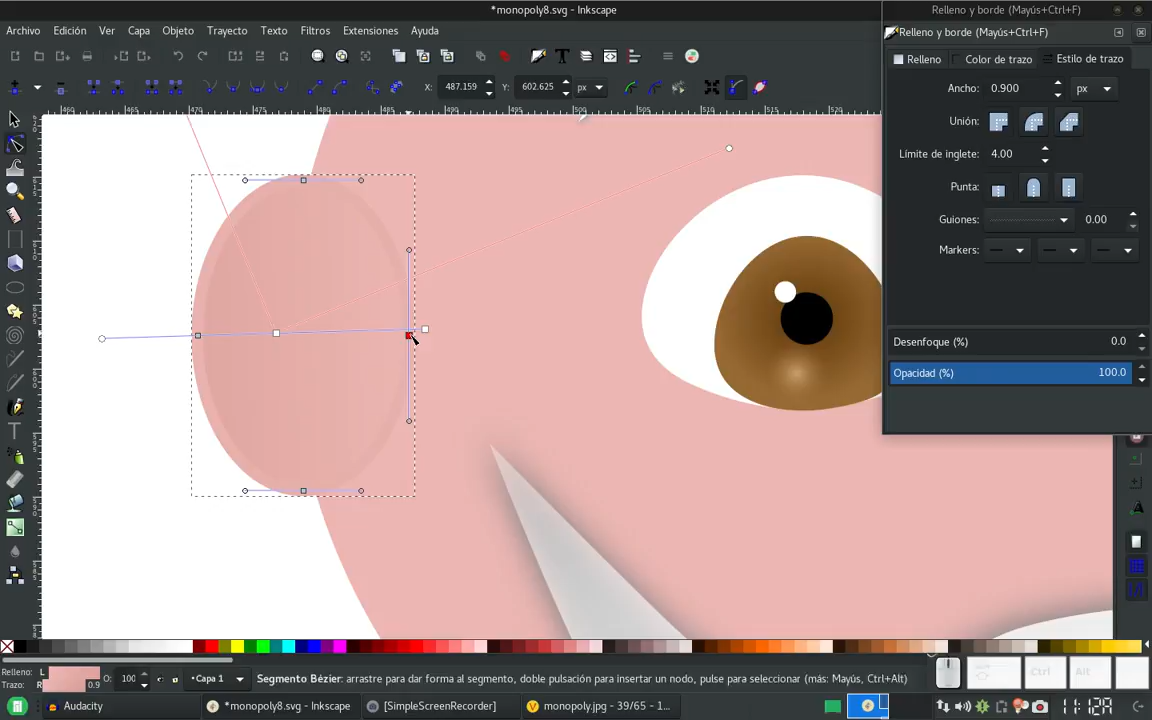 *monopoly8.svg - Inkscape
Relleno y borde (Mayús+Ctrl+F)
Archivo Edición Ver Capa Objeto Trayecto Texto Filtros Extensiones Ayuda
Relleno y borde (Mayús+Ctrl+F)
Relleno Color de trazo Estilo de trazo
X: 487.159 Y: 602.625 px
Ancho: 0.900 px
Unión:
Límite de inglete: 4.00
Punta:
Guiones: 0.00
Markers:
Desenfoque (%) 0.0
Opacidad (%) 100.0
Relleno: L O: 100 Capa 1 Segmento Bézier: arrastre para dar forma al segmento, doble pulsación para insertar un nodo, pulse para seleccionar (más: Mayús, Ctrl+Alt)
Trazo: R 0.9
Ctrl Alt
Audacity *monopoly8.svg - Inkscape [SimpleScreenRecorder] monopoly.jpg - 39/65 - 1... 11:29